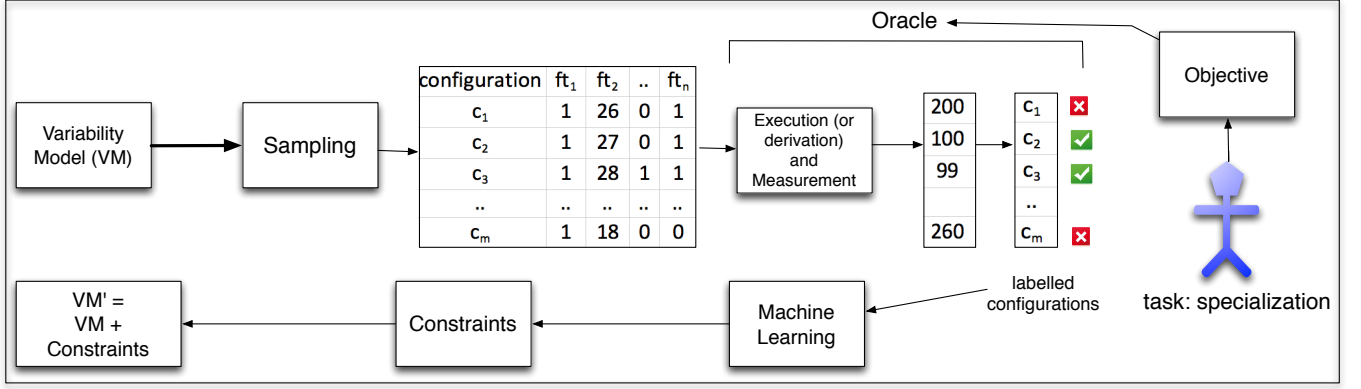 Oracle
Variability
Model (VM)
Sampling
configuration ft1 ft2 .. ftn
c1 1 26 0 1
c2 1 27 0 1
c3 1 28 1 1
.. .. .. .. ..
cm 1 18 0 0
Execution (or
derivation)
and
Measurement
200
100
99
260
c1
c2
c3
..
cm
Objective
task: specialization
labelled
configurations
Machine
Learning
Constraints
VM' =
VM +
Constraints